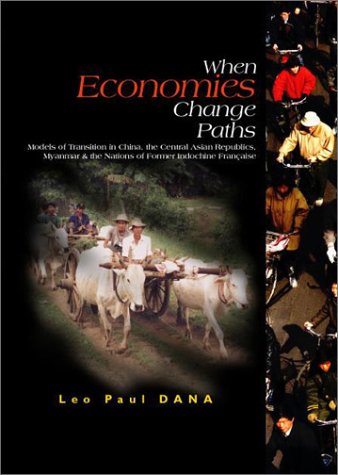 When
Economies
Change
Paths
Models of Transition in China, the Central Asian Republics,
Myanmar & the Nations of Former Indochine Française
Leo Paul DANA